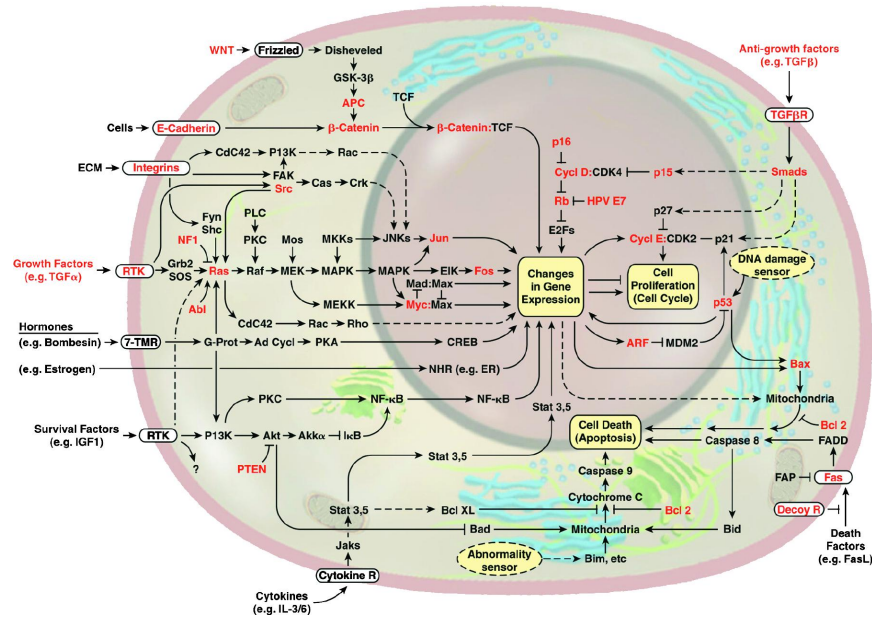 WNT
Frizzled
Disheveled
GSK-3β
APC
TCF
Cells
E-Cadherin
β-Catenin
β-Catenin:TCF
Anti-growth factors
(e.g. TGFβ)
TGFβR
Smads
ECM
Integrins
CdC42
P13K
Rac
FAK
Src
Cas
Crk
p16
Cycl D:CDK4
p15
Rb
HPV E7
E2Fs
p27
Cycl E:CDK2
p21
DNA damage
sensor
Fyn
Shc
NF1
PLC
PKC
Mos
MKKs
JNKs
Jun
Growth Factors
(e.g. TGFα)
RTK
Grb2
SOS
Ras
Raf
MEK
MAPK
MAPK
ElK
Fos
Mad:Max
MEKK
Myc:Max
Abl
CdC42
Rac
Rho
Changes
in Gene
Expression
Cell
Proliferation
(Cell Cycle)
p53
ARF
MDM2
Hormones
(e.g. Bombesin)
7-TMR
G-Prot
Ad Cycl
PKA
CREB
(e.g. Estrogen)
NHR (e.g. ER)
Bax
Mitochondria
PKC
NF-κB
NF-κB
Stat 3,5
Cell Death
(Apoptosis)
Bcl 2
Caspase 8
FADD
Survival Factors
(e.g. IGF1)
RTK
P13K
Akt
Akkα
IκB
?
PTEN
Stat 3,5
Caspase 9
Cytochrome C
FAP
Fas
Stat 3,5
Bcl XL
Bcl 2
Decoy R
Bad
Mitochondria
Bid
Death
Factors
(e.g. FasL)
Jaks
Abnormality
sensor
Bim, etc
Cytokine R
Cytokines
(e.g. IL-3/6)